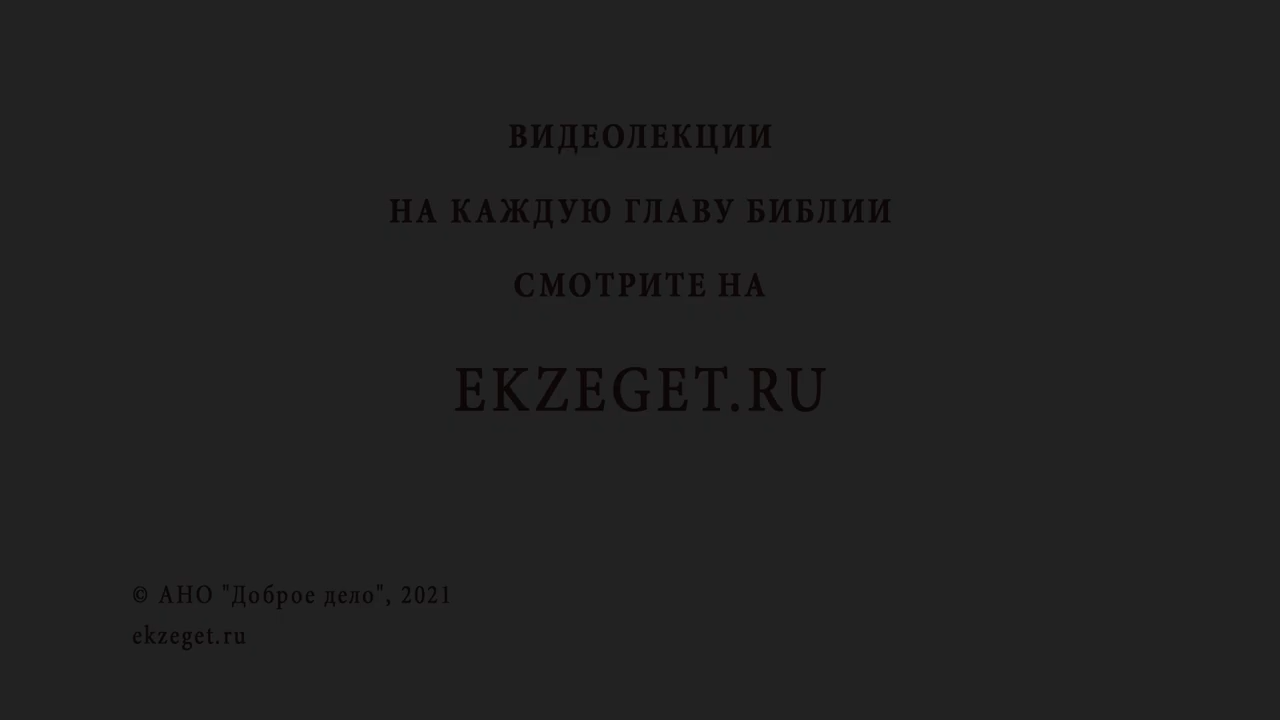 ВИДЕОЛЕКЦИИ
НА КАЖДУЮ ГЛАВУ БИБЛИИ
СМОТРИТЕ НА
EKZEGET.RU
© АНО "Доброе дело", 2021
ekzeget.ru